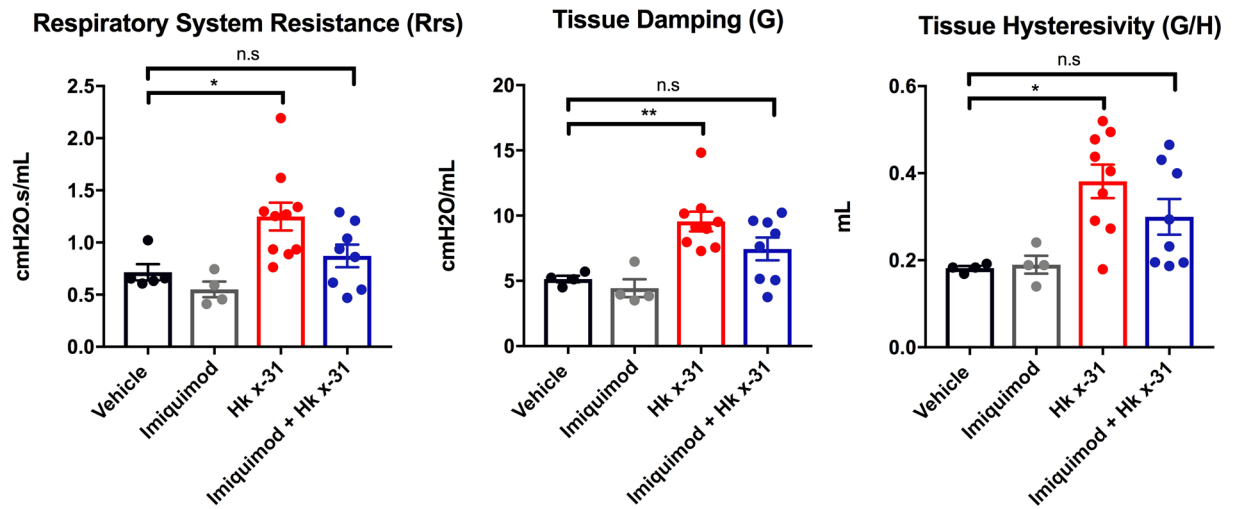 Respiratory System Resistance (Rrs)
n.s
*
cmH2O.s/mL
2.5
2.0
1.5
1.0
0.5
0.0
Vehicle
Imiquimod
Hk x-31
Imiquimod + Hk x-31
Tissue Damping (G)
n.s
**
cmH2O/mL
20
15
10
5
0
Vehicle
Imiquimod
Hk x-31
Imiquimod + Hk x-31
Tissue Hysteresivity (G/H)
n.s
*
mL
0.6
0.4
0.2
0.0
Vehicle
Imiquimod
Hk x-31
Imiquimod + Hk x-31